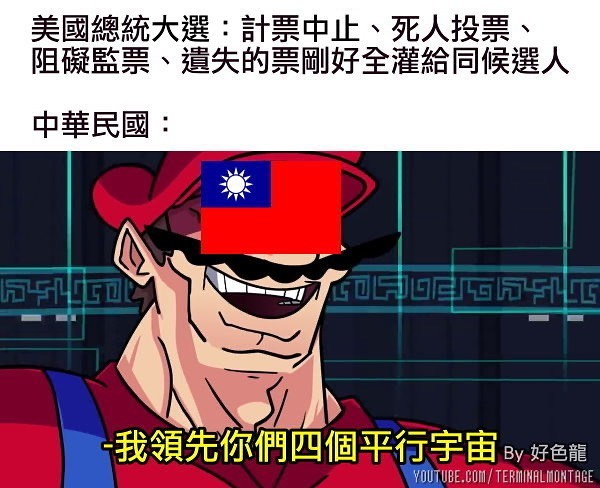 美國總統大選：計票中止、死人投票、
阻礙監票、遺失的票剛好全灌給同候選人
中華民國：
-我領先你們四個平行宇宙
By 好色龍
YOUTUBE.COM/TERMINALMONTAGE